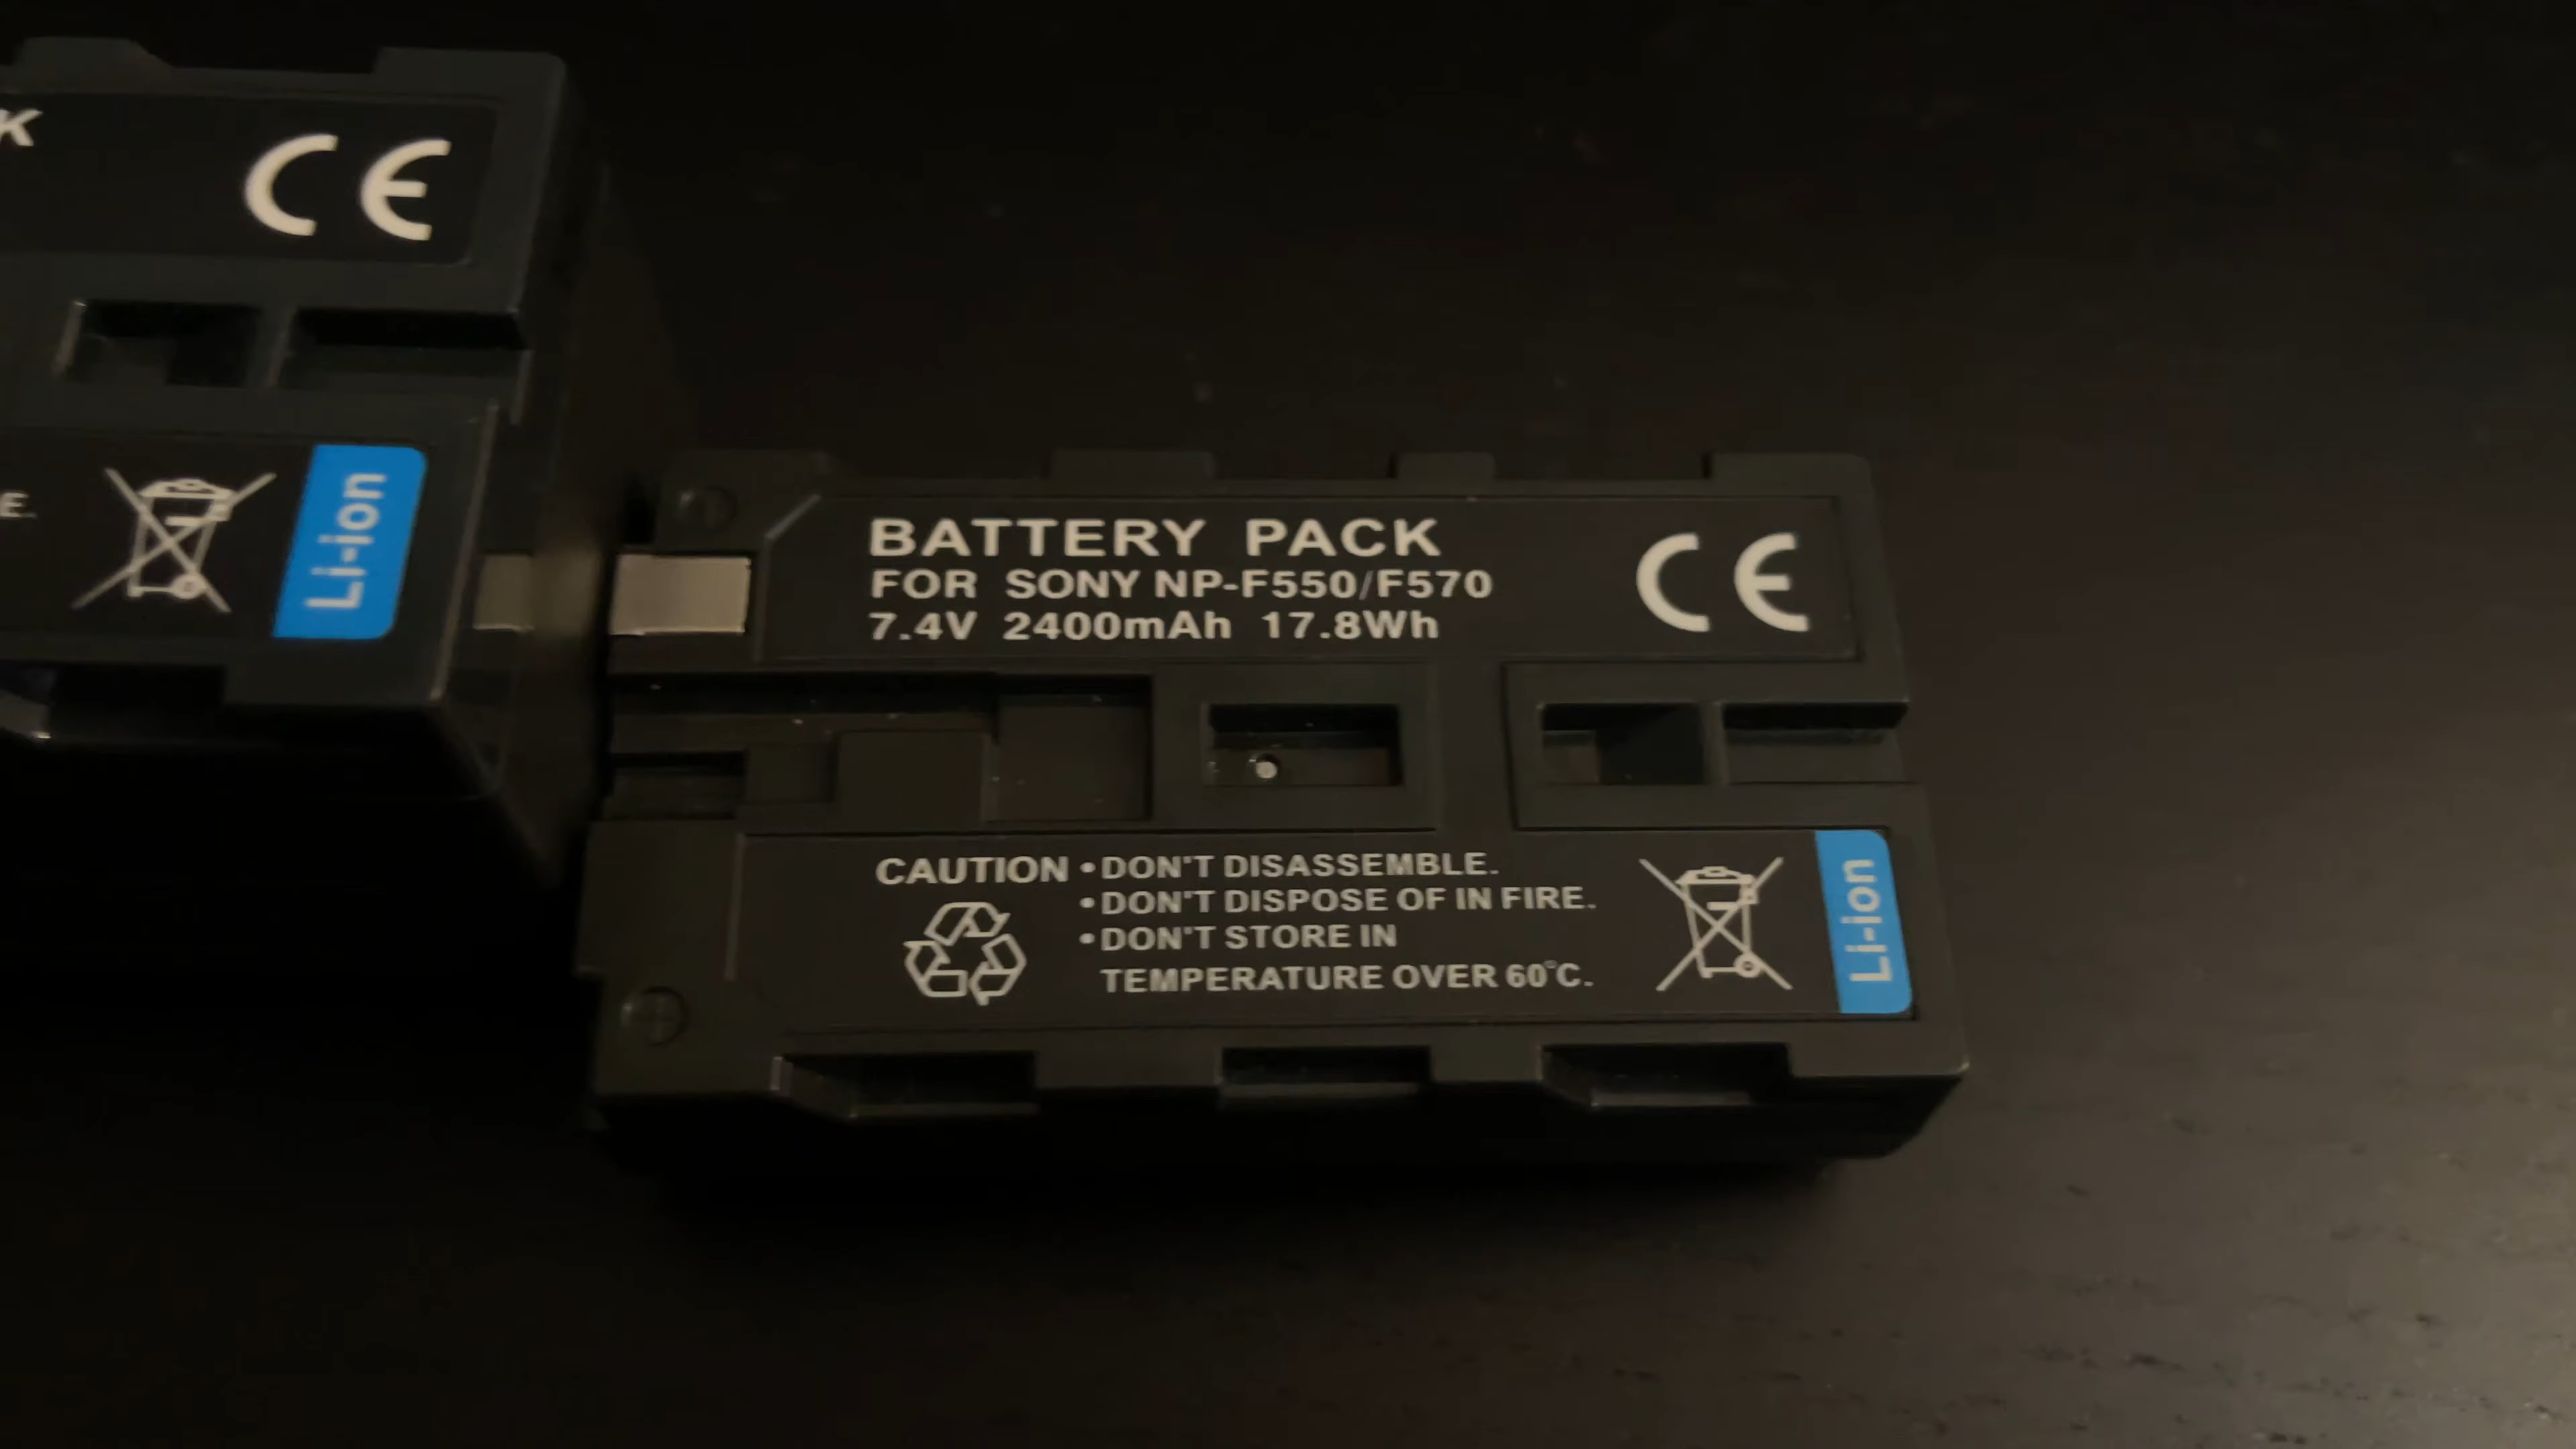 K
CE
E.
Li-ion
BATTERY PACK
FOR SONY NP-F550/F570
7.4V 2400mAh 17.8Wh
CE
CAUTION •DON'T DISASSEMBLE.
•DON'T DISPOSE OF IN FIRE.
•DON'T STORE IN
TEMPERATURE OVER 60°C.
Li-ion